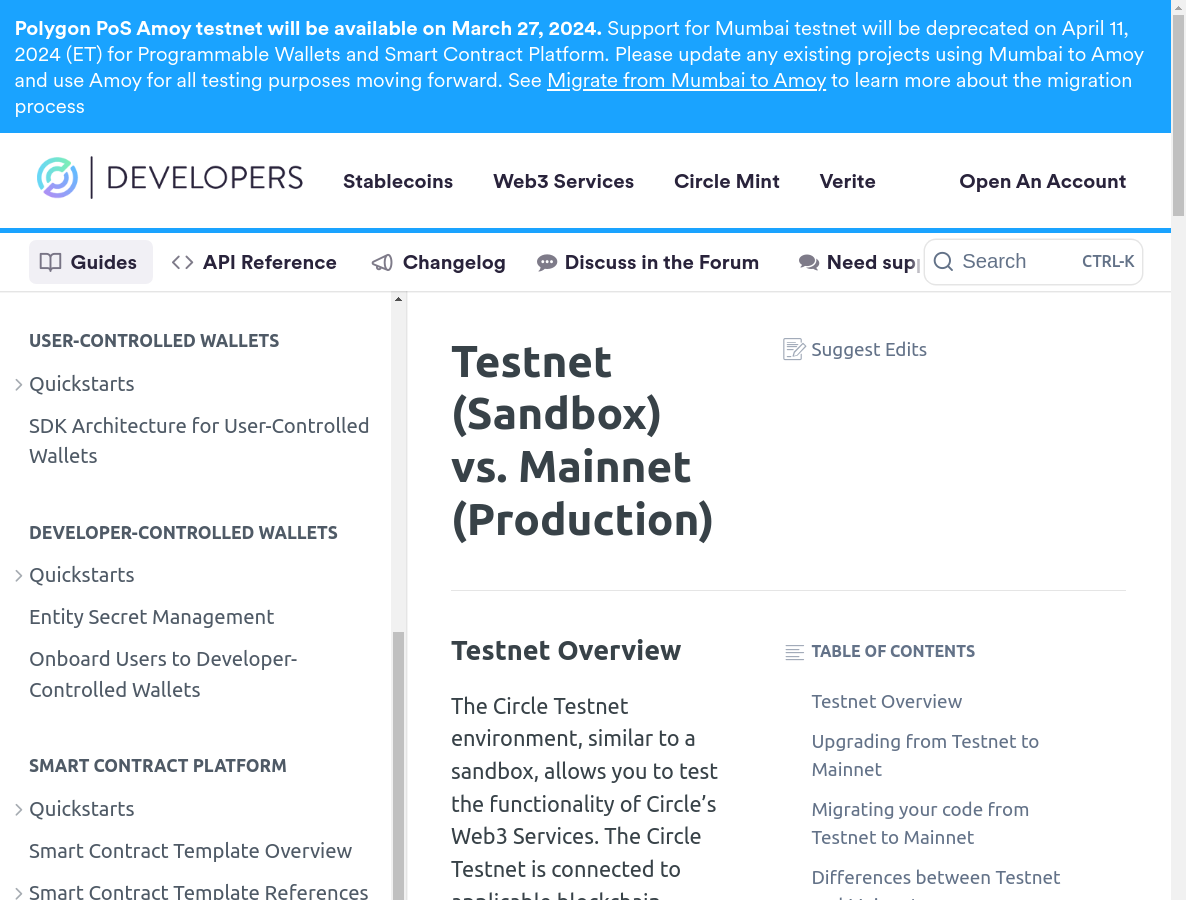 Polygon PoS Amoy testnet will be available on March 27, 2024. Support for Mumbai testnet will be deprecated on April 11,
2024 (ET) for Programmable Wallets and Smart Contract Platform. Please update any existing projects using Mumbai to Amoy
and use Amoy for all testing purposes moving forward. See Migrate from Mumbai to Amoy to learn more about the migration
process
DEVELOPERS
Stablecoins
Web3 Services
Circle Mint
Verite
Open An Account
Guides
API Reference
Changelog
Discuss in the Forum
Need sup
Search
CTRL-K
USER-CONTROLLED WALLETS
Quickstarts
SDK Architecture for User-Controlled
Wallets
DEVELOPER-CONTROLLED WALLETS
Quickstarts
Entity Secret Management
Onboard Users to Developer-
Controlled Wallets
SMART CONTRACT PLATFORM
Quickstarts
Smart Contract Template Overview
Smart Contract Template References
Testnet
(Sandbox)
vs. Mainnet
(Production)
Suggest Edits
Testnet Overview
The Circle Testnet
environment, similar to a
sandbox, allows you to test
the functionality of Circle’s
Web3 Services. The Circle
Testnet is connected to
applicable blockchain
TABLE OF CONTENTS
Testnet Overview
Upgrading from Testnet to
Mainnet
Migrating your code from
Testnet to Mainnet
Differences between Testnet